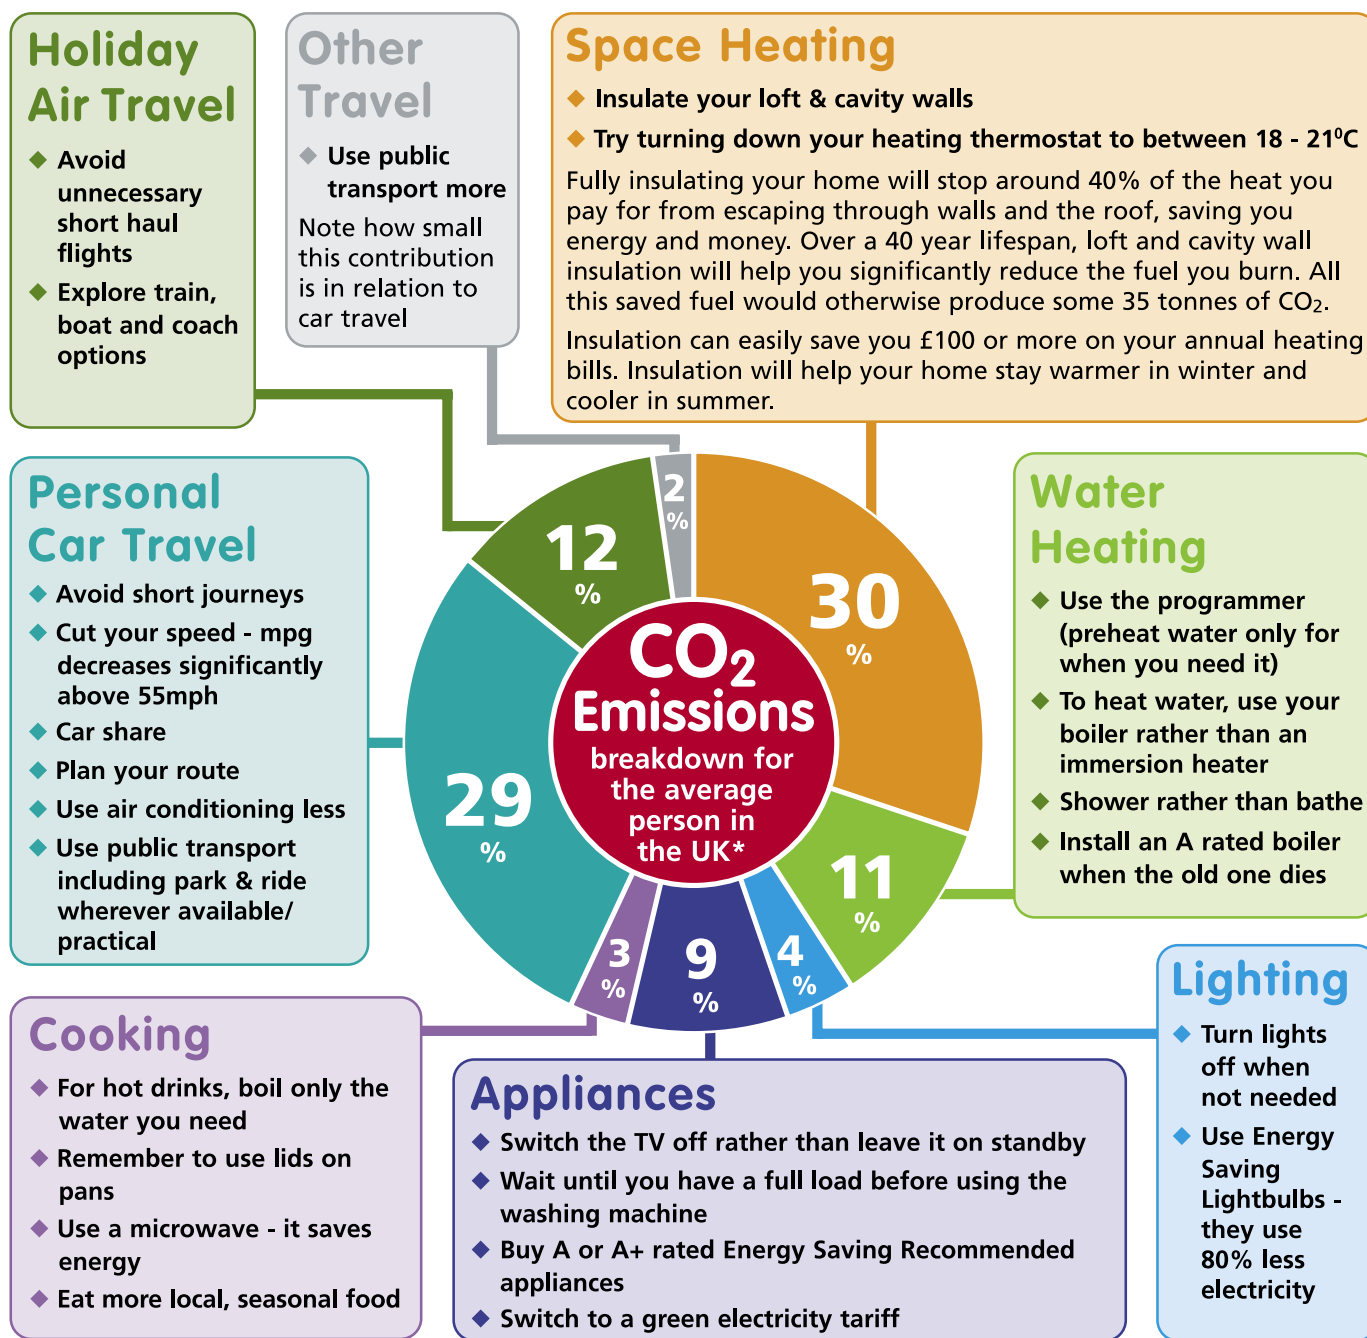 Holiday
Air Travel
◆ Avoid
unnecessary
short haul
flights
◆ Explore train,
boat and coach
options
Other
Travel
◆ Use public
transport more
Note how small
this contribution
is in relation to
car travel
Space Heating
◆ Insulate your loft & cavity walls
◆ Try turning down your heating thermostat to between 18 - 21⁰C
Fully insulating your home will stop around 40% of the heat you
pay for from escaping through walls and the roof, saving you
energy and money. Over a 40 year lifespan, loft and cavity wall
insulation will help you significantly reduce the fuel you burn. All
this saved fuel would otherwise produce some 35 tonnes of CO₂.
Insulation can easily save you £100 or more on your annual heating
bills. Insulation will help your home stay warmer in winter and
cooler in summer.
Personal
Car Travel
◆ Avoid short journeys
◆ Cut your speed - mpg
decreases significantly
above 55mph
◆ Car share
◆ Plan your route
◆ Use air conditioning less
◆ Use public transport
including park & ride
wherever available/
practical
12
%
2
%
30
%
29
%
11
%
3
%
9
%
4
%
CO₂
Emissions
breakdown for
the average
person in
the UK*
Water
Heating
◆ Use the programmer
(preheat water only for
when you need it)
◆ To heat water, use your
boiler rather than an
immersion heater
◆ Shower rather than bathe
◆ Install an A rated boiler
when the old one dies
Cooking
◆ For hot drinks, boil only the
water you need
◆ Remember to use lids on
pans
◆ Use a microwave - it saves
energy
◆ Eat more local, seasonal food
Appliances
◆ Switch the TV off rather than leave it on standby
◆ Wait until you have a full load before using the
washing machine
◆ Buy A or A+ rated Energy Saving Recommended
appliances
◆ Switch to a green electricity tariff
Lighting
◆ Turn lights
off when
not needed
◆ Use Energy
Saving
Lightbulbs -
they use
80% less
electricity